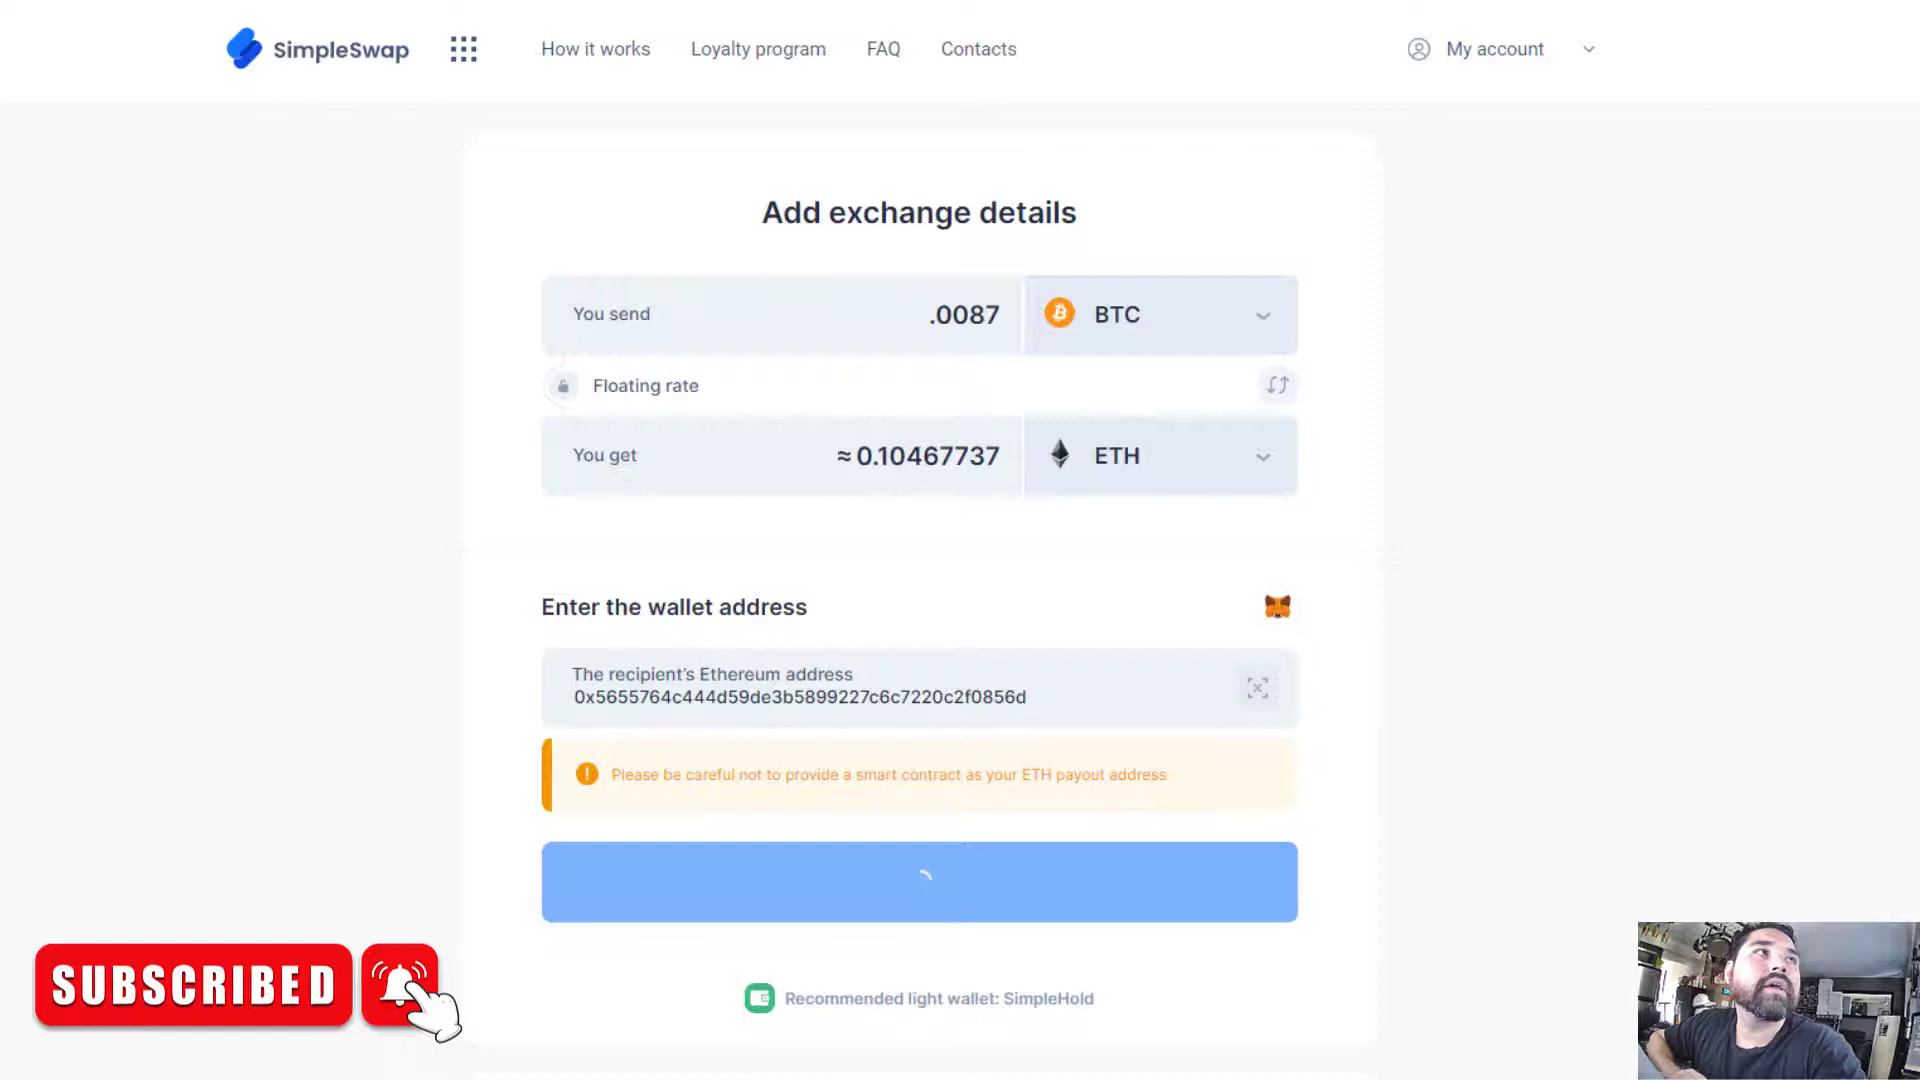 SimpleSwap
How it works
Loyalty program
FAQ
Contacts
My account
Add exchange details
You send
.0087
BTC
Floating rate
You get
≈ 0.10467737
ETH
Enter the wallet address
The recipient's Ethereum address
0x5655764c444d59de3b5899227c6c7220c2f0856d
Please be careful not to provide a smart contract as your ETH payout address
SUBSCRIBED
Recommended light wallet: SimpleHold